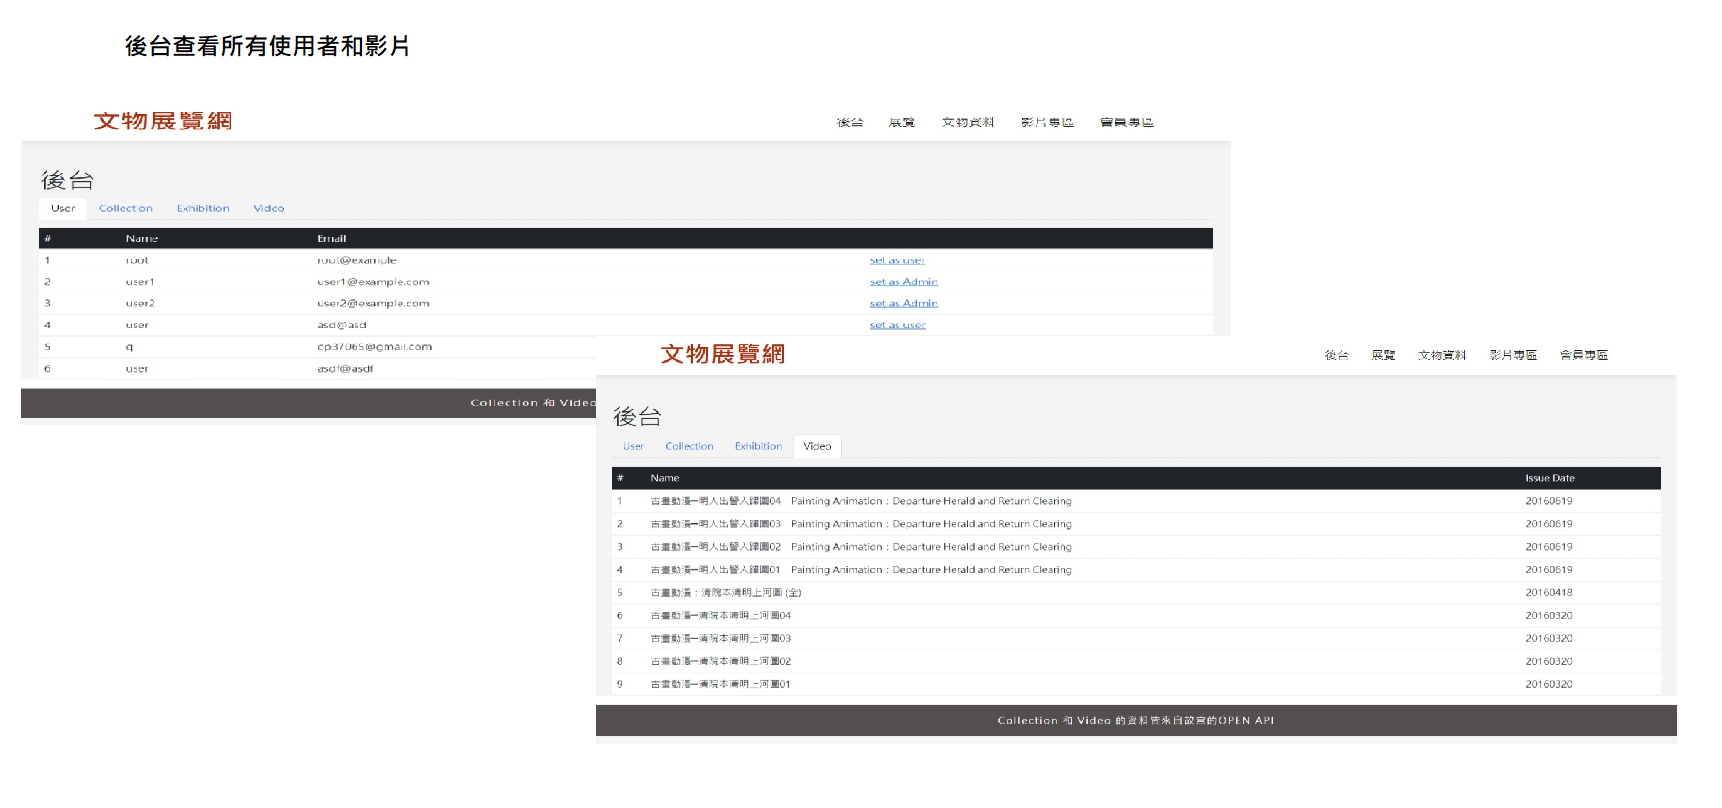 後台查看所有使用者和影片
文物展覽網
後台 展覽 文物資料 影片專區 會員專區
後台
User Collection Exhibition Video
# Name Email
1 root root@example set as user
2 user1 user1@example.com set as Admin
3 user2 user2@example.com set as Admin
4 user asd@asd set as user
5 q op37065@gmail.com
6 user asdf@asdf
Collection 和 Video
文物展覽網
後台 展覽 文物資料 影片專區 會員專區
後台
User Collection Exhibition Video
# Name Issue Date
1 古畫動漫—明人出警入蹕圖04 Painting Animation：Departure Herald and Return Clearing 20160619
2 古畫動漫—明人出警入蹕圖03 Painting Animation：Departure Herald and Return Clearing 20160619
3 古畫動漫—明人出警入蹕圖02 Painting Animation：Departure Herald and Return Clearing 20160619
4 古畫動漫—明人出警入蹕圖01 Painting Animation：Departure Herald and Return Clearing 20160619
5 古畫動漫：清院本清明上河圖 (全) 20160418
6 古畫動漫—清院本清明上河圖04 20160320
7 古畫動漫—清院本清明上河圖03 20160320
8 古畫動漫—清院本清明上河圖02 20160320
9 古畫動漫—清院本清明上河圖01 20160320
Collection 和 Video 的資料皆來自故宮的OPEN API